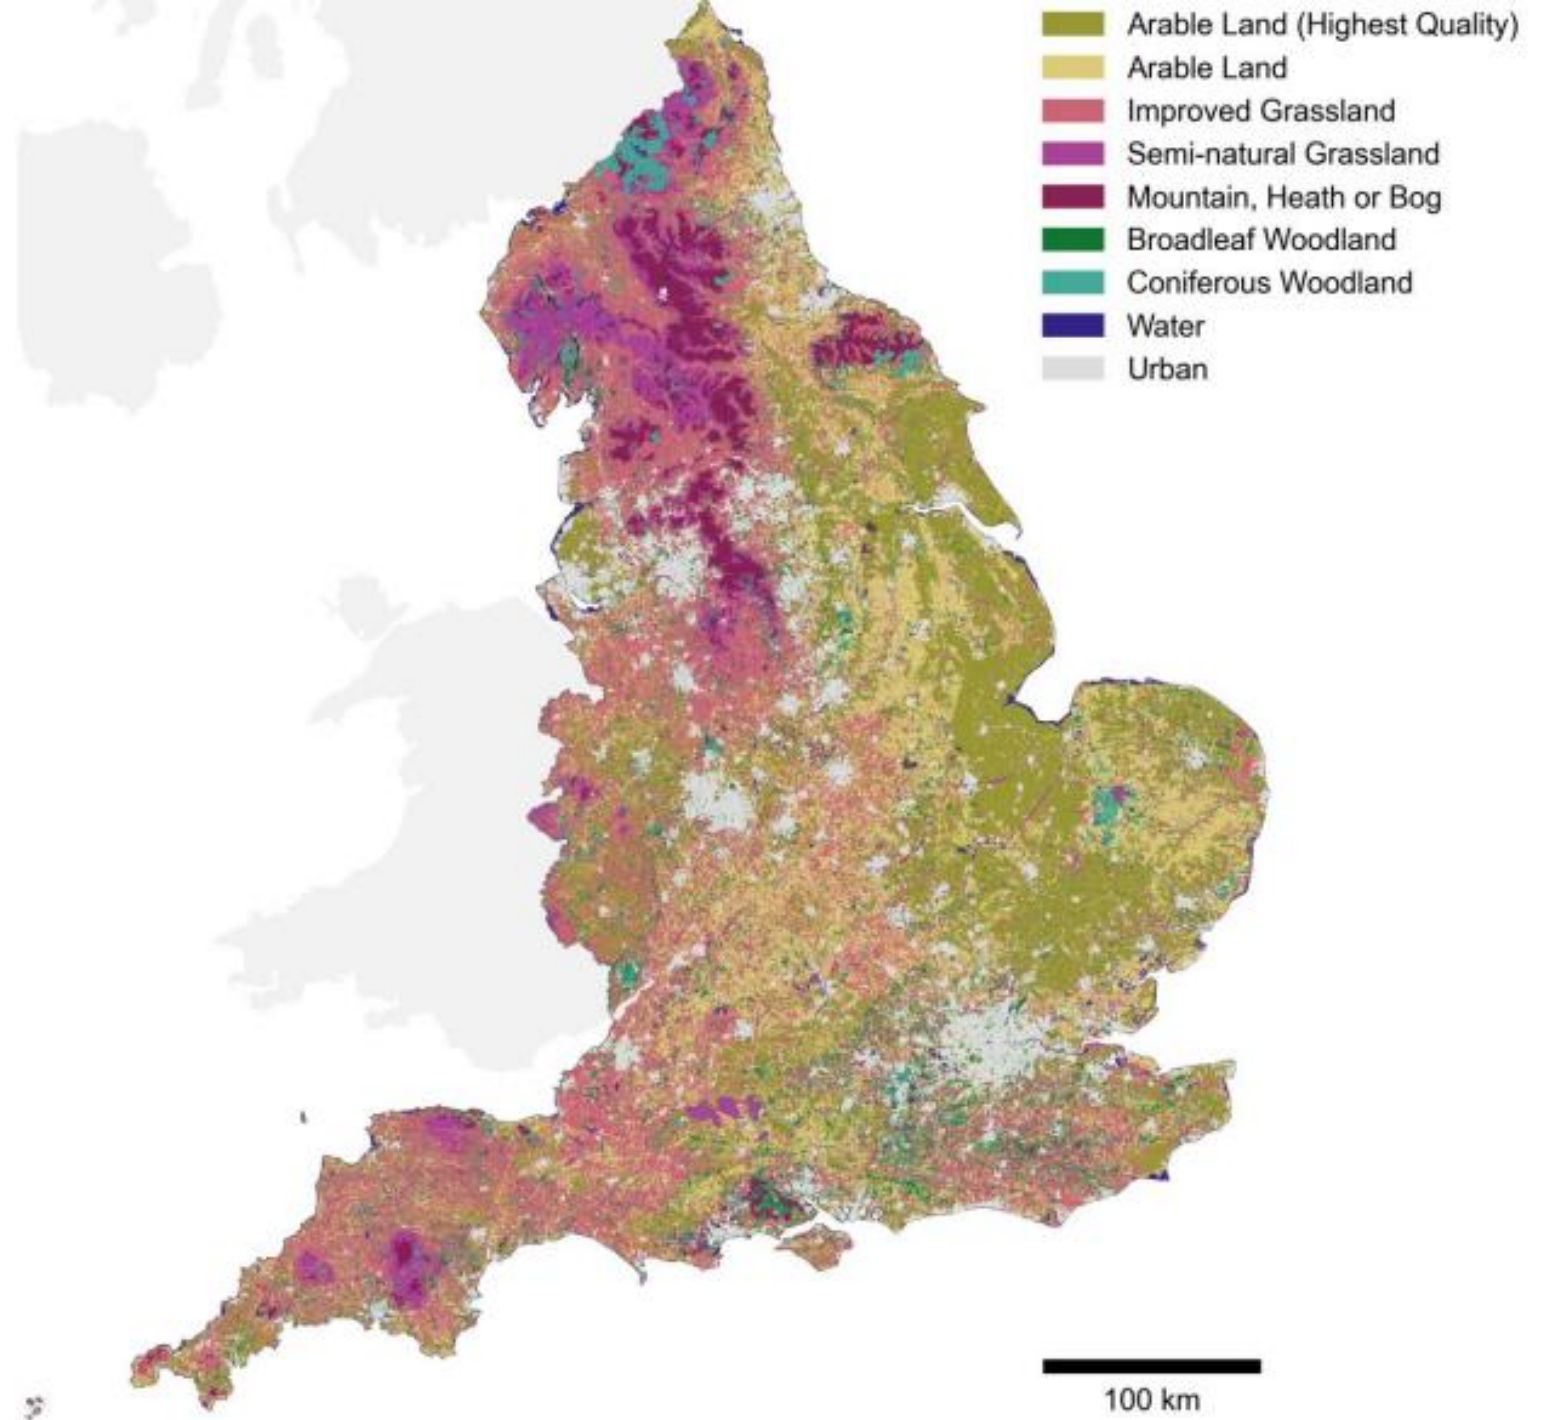 Arable Land (Highest Quality)
Arable Land
Improved Grassland
Semi-natural Grassland
Mountain, Heath or Bog
Broadleaf Woodland
Coniferous Woodland
Water
Urban
100 km